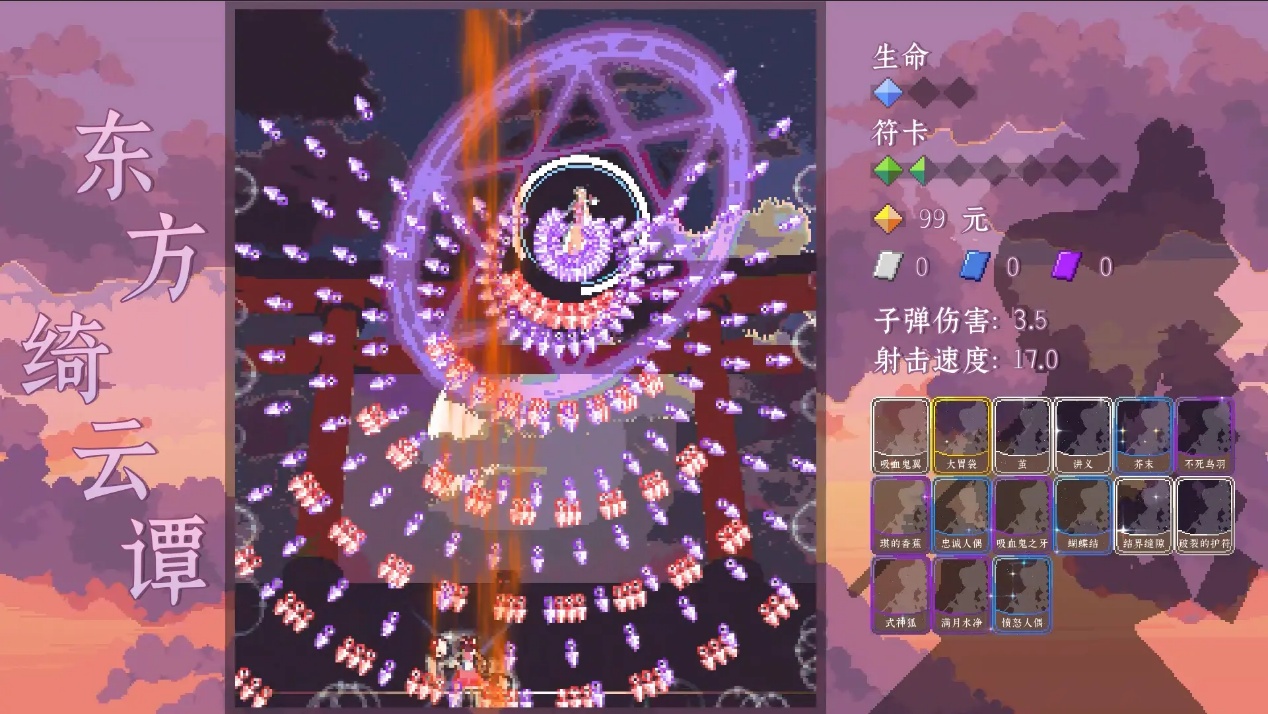 东方绮云谭
生命
符卡
99 元
0 0 0
子弹伤害: 3.5
射击速度: 17.0
吸血鬼翼 大胃袋 茧 讲义 芥末 不死鸟羽
琪的香蕉 忠诚人偶 吸血鬼之牙 蝴蝶结 结界缝隙 破裂的护符
式神狐 满月水净 愤怒人偶